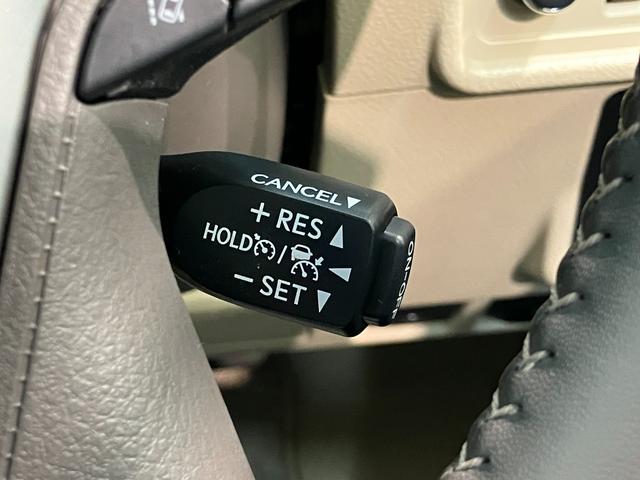 CANCEL▼
+ RES ▲
HOLD / ◀
− SET ▼
ON·OFF